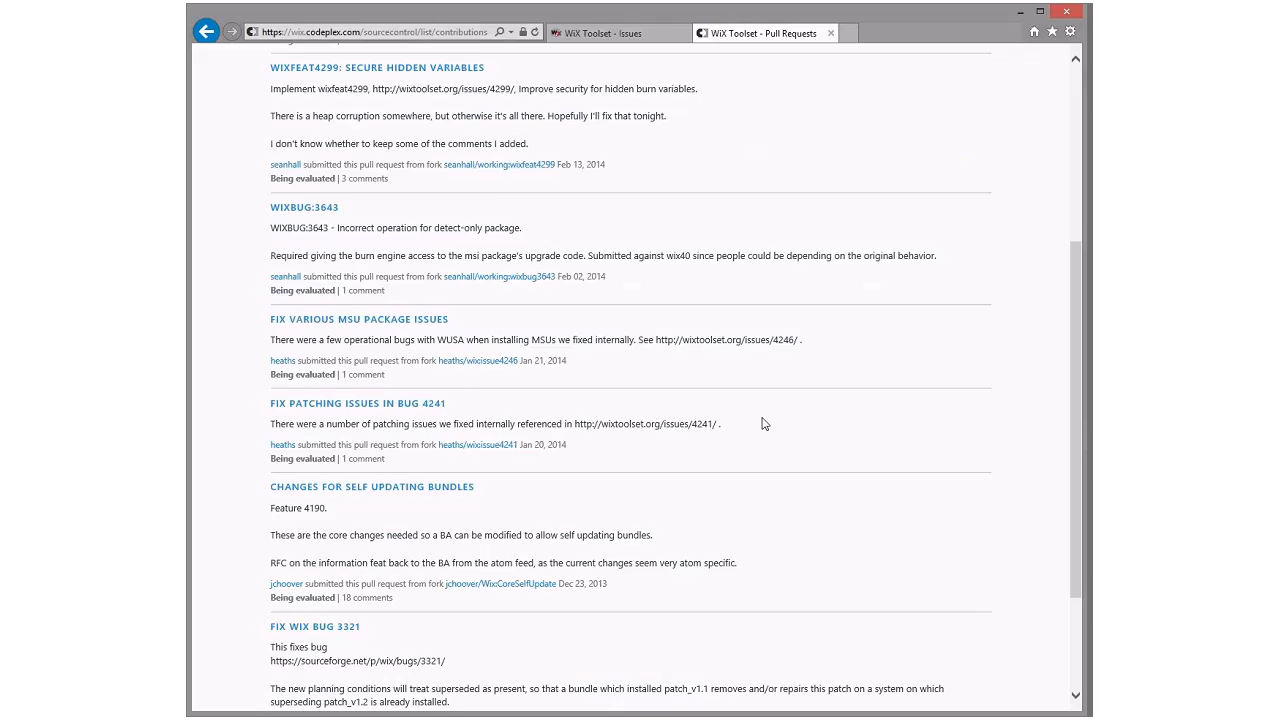 https://wix.codeplex.com/sourcecontrol/list/contributions
WiX Toolset - Issues
WiX Toolset - Pull Requests
WIXFEAT4299: SECURE HIDDEN VARIABLES
Implement wixfeat4299, http://wixtoolset.org/issues/4299/, Improve security for hidden burn variables.
There is a heap corruption somewhere, but otherwise it's all there. Hopefully I'll fix that tonight.
I don't know whether to keep some of the comments I added.
seanhall submitted this pull request from fork seanhall/working:wixfeat4299 Feb 13, 2014
Being evaluated | 3 comments
WIXBUG:3643
WIXBUG:3643 - Incorrect operation for detect-only package.
Required giving the burn engine access to the msi package's upgrade code. Submitted against wix40 since people could be depending on the original behavior.
seanhall submitted this pull request from fork seanhall/working:wixbug3643 Feb 02, 2014
Being evaluated | 1 comment
FIX VARIOUS MSU PACKAGE ISSUES
There were a few operational bugs with WUSA when installing MSUs we fixed internally. See http://wixtoolset.org/issues/4246/ .
heaths submitted this pull request from fork heaths/wix:issue4246 Jan 21, 2014
Being evaluated | 1 comment
FIX PATCHING ISSUES IN BUG 4241
There were a number of patching issues we fixed internally referenced in http://wixtoolset.org/issues/4241/ .
heaths submitted this pull request from fork heaths/wix:issue4241 Jan 20, 2014
Being evaluated | 1 comment
CHANGES FOR SELF UPDATING BUNDLES
Feature 4190.
These are the core changes needed so a BA can be modified to allow self updating bundles.
RFC on the information feat back to the BA from the atom feed, as the current changes seem very atom specific.
jchoover submitted this pull request from fork jchoover/Wix:CoreSelfUpdate Dec 23, 2013
Being evaluated | 18 comments
FIX WIX BUG 3321
This fixes bug
https://sourceforge.net/p/wix/bugs/3321/
The new planning conditions will treat superseded as present, so that a bundle which installed patch_v1.1 removes and/or repairs this patch on a system on which
superseding patch_v1.2 is already installed.